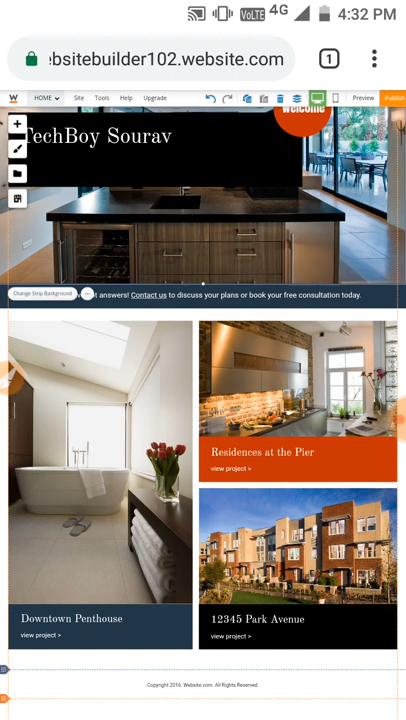 VoLTE 4G 4:32 PM
ebsitebuilder102.website.com 1
HOME Site Tools Help Upgrade Preview Publish
welcome
TechBoy Sourav
Change Strip Background ... answers! Contact us to discuss your plans or book your free consultation today.
Residences at the Pier
view project >
Downtown Penthouse
view project >
12345 Park Avenue
view project >
Copyright 2016. Website.com. All Rights Reserved.